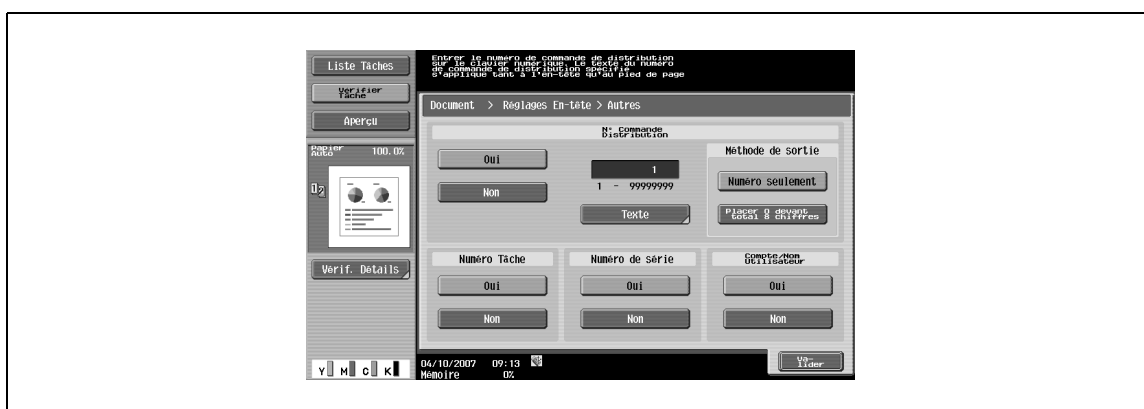 Liste Tâches
Vérifier
Tâche
Aperçu
Papier
Auto
100.0%
Vérif. Détails
Y M C K
Entrer le numéro de commande de distribution
sur le clavier numérique. Le texte du numéro
de commande de distribution spécifié
s'applique tant à l'en-tête qu'au pied de page
Document > Réglages En-tête > Autres
N° Commande
Distribution
Oui
Non
1
1 - 99999999
Texte
Méthode de sortie
Numéro seulement
Placer 0 devant
total 8 chiffres
Numéro Tâche
Oui
Non
Numéro de série
Oui
Non
Compte/Nom
Utilisateur
Oui
Non
04/10/2007 09:13
Mémoire 0%
Va-
lider